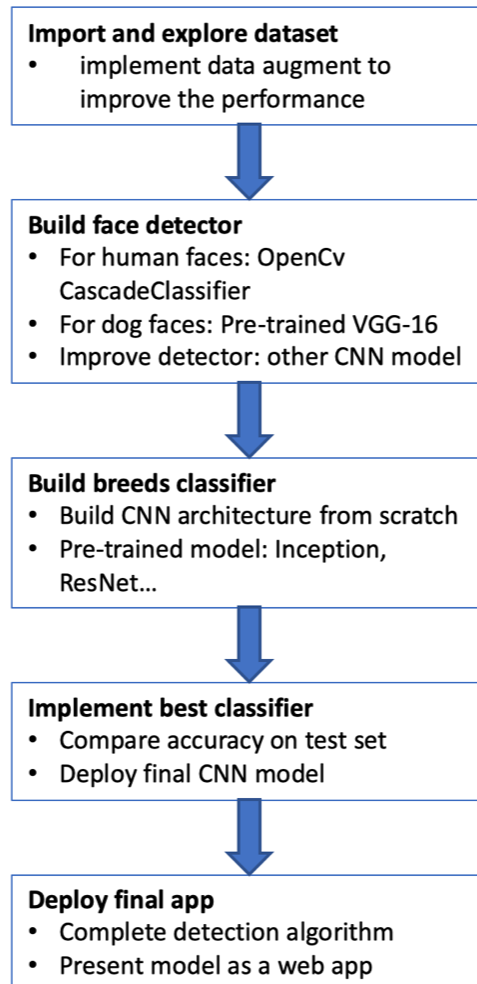 Import and explore dataset
• implement data augment to
improve the performance
Build face detector
• For human faces: OpenCv
CascadeClassifier
• For dog faces: Pre-trained VGG-16
• Improve detector: other CNN model
Build breeds classifier
• Build CNN architecture from scratch
• Pre-trained model: Inception,
ResNet...
Implement best classifier
• Compare accuracy on test set
• Deploy final CNN model
Deploy final app
• Complete detection algorithm
• Present model as a web app